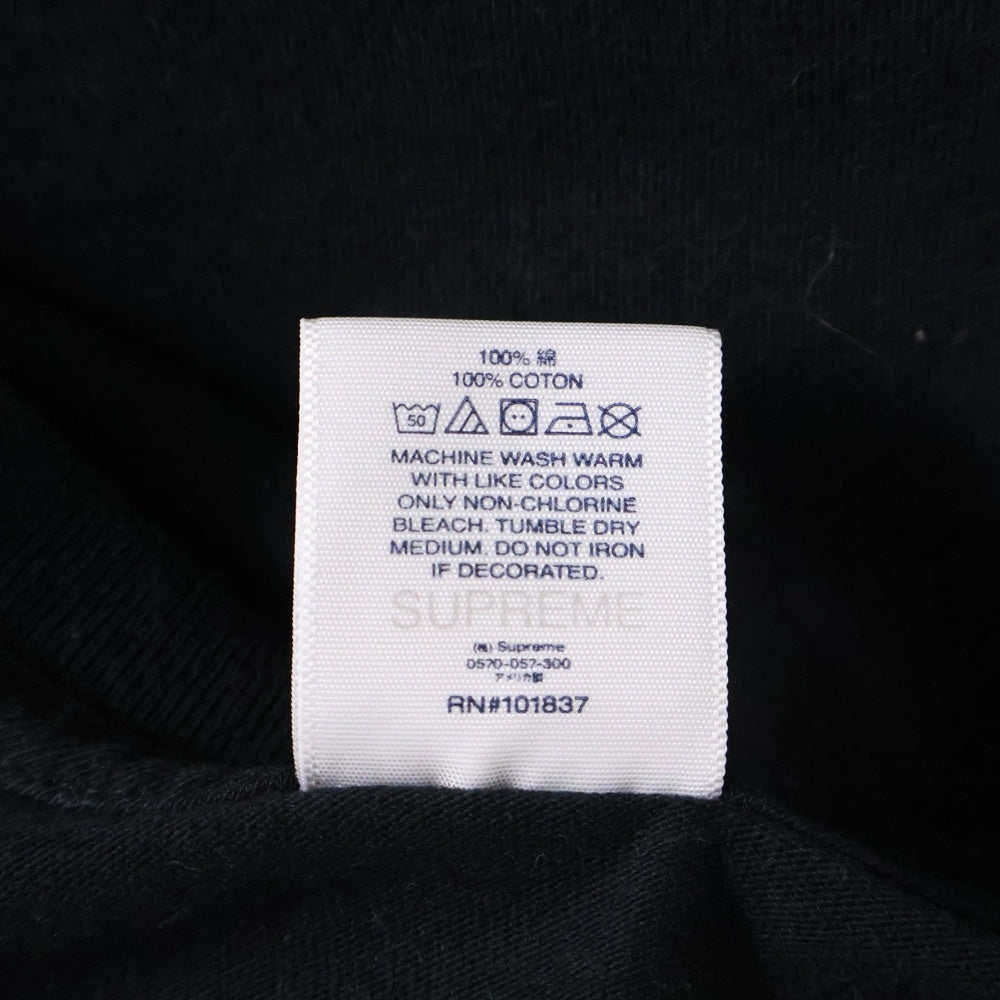 100% 綿
100% COTON
50
MACHINE WASH WARM
WITH LIKE COLORS
ONLY NON-CHLORINE
BLEACH. TUMBLE DRY
MEDIUM. DO NOT IRON
IF DECORATED.
SUPREME
(株) Supreme
0570-057-300
アメリカ製
RN#101837